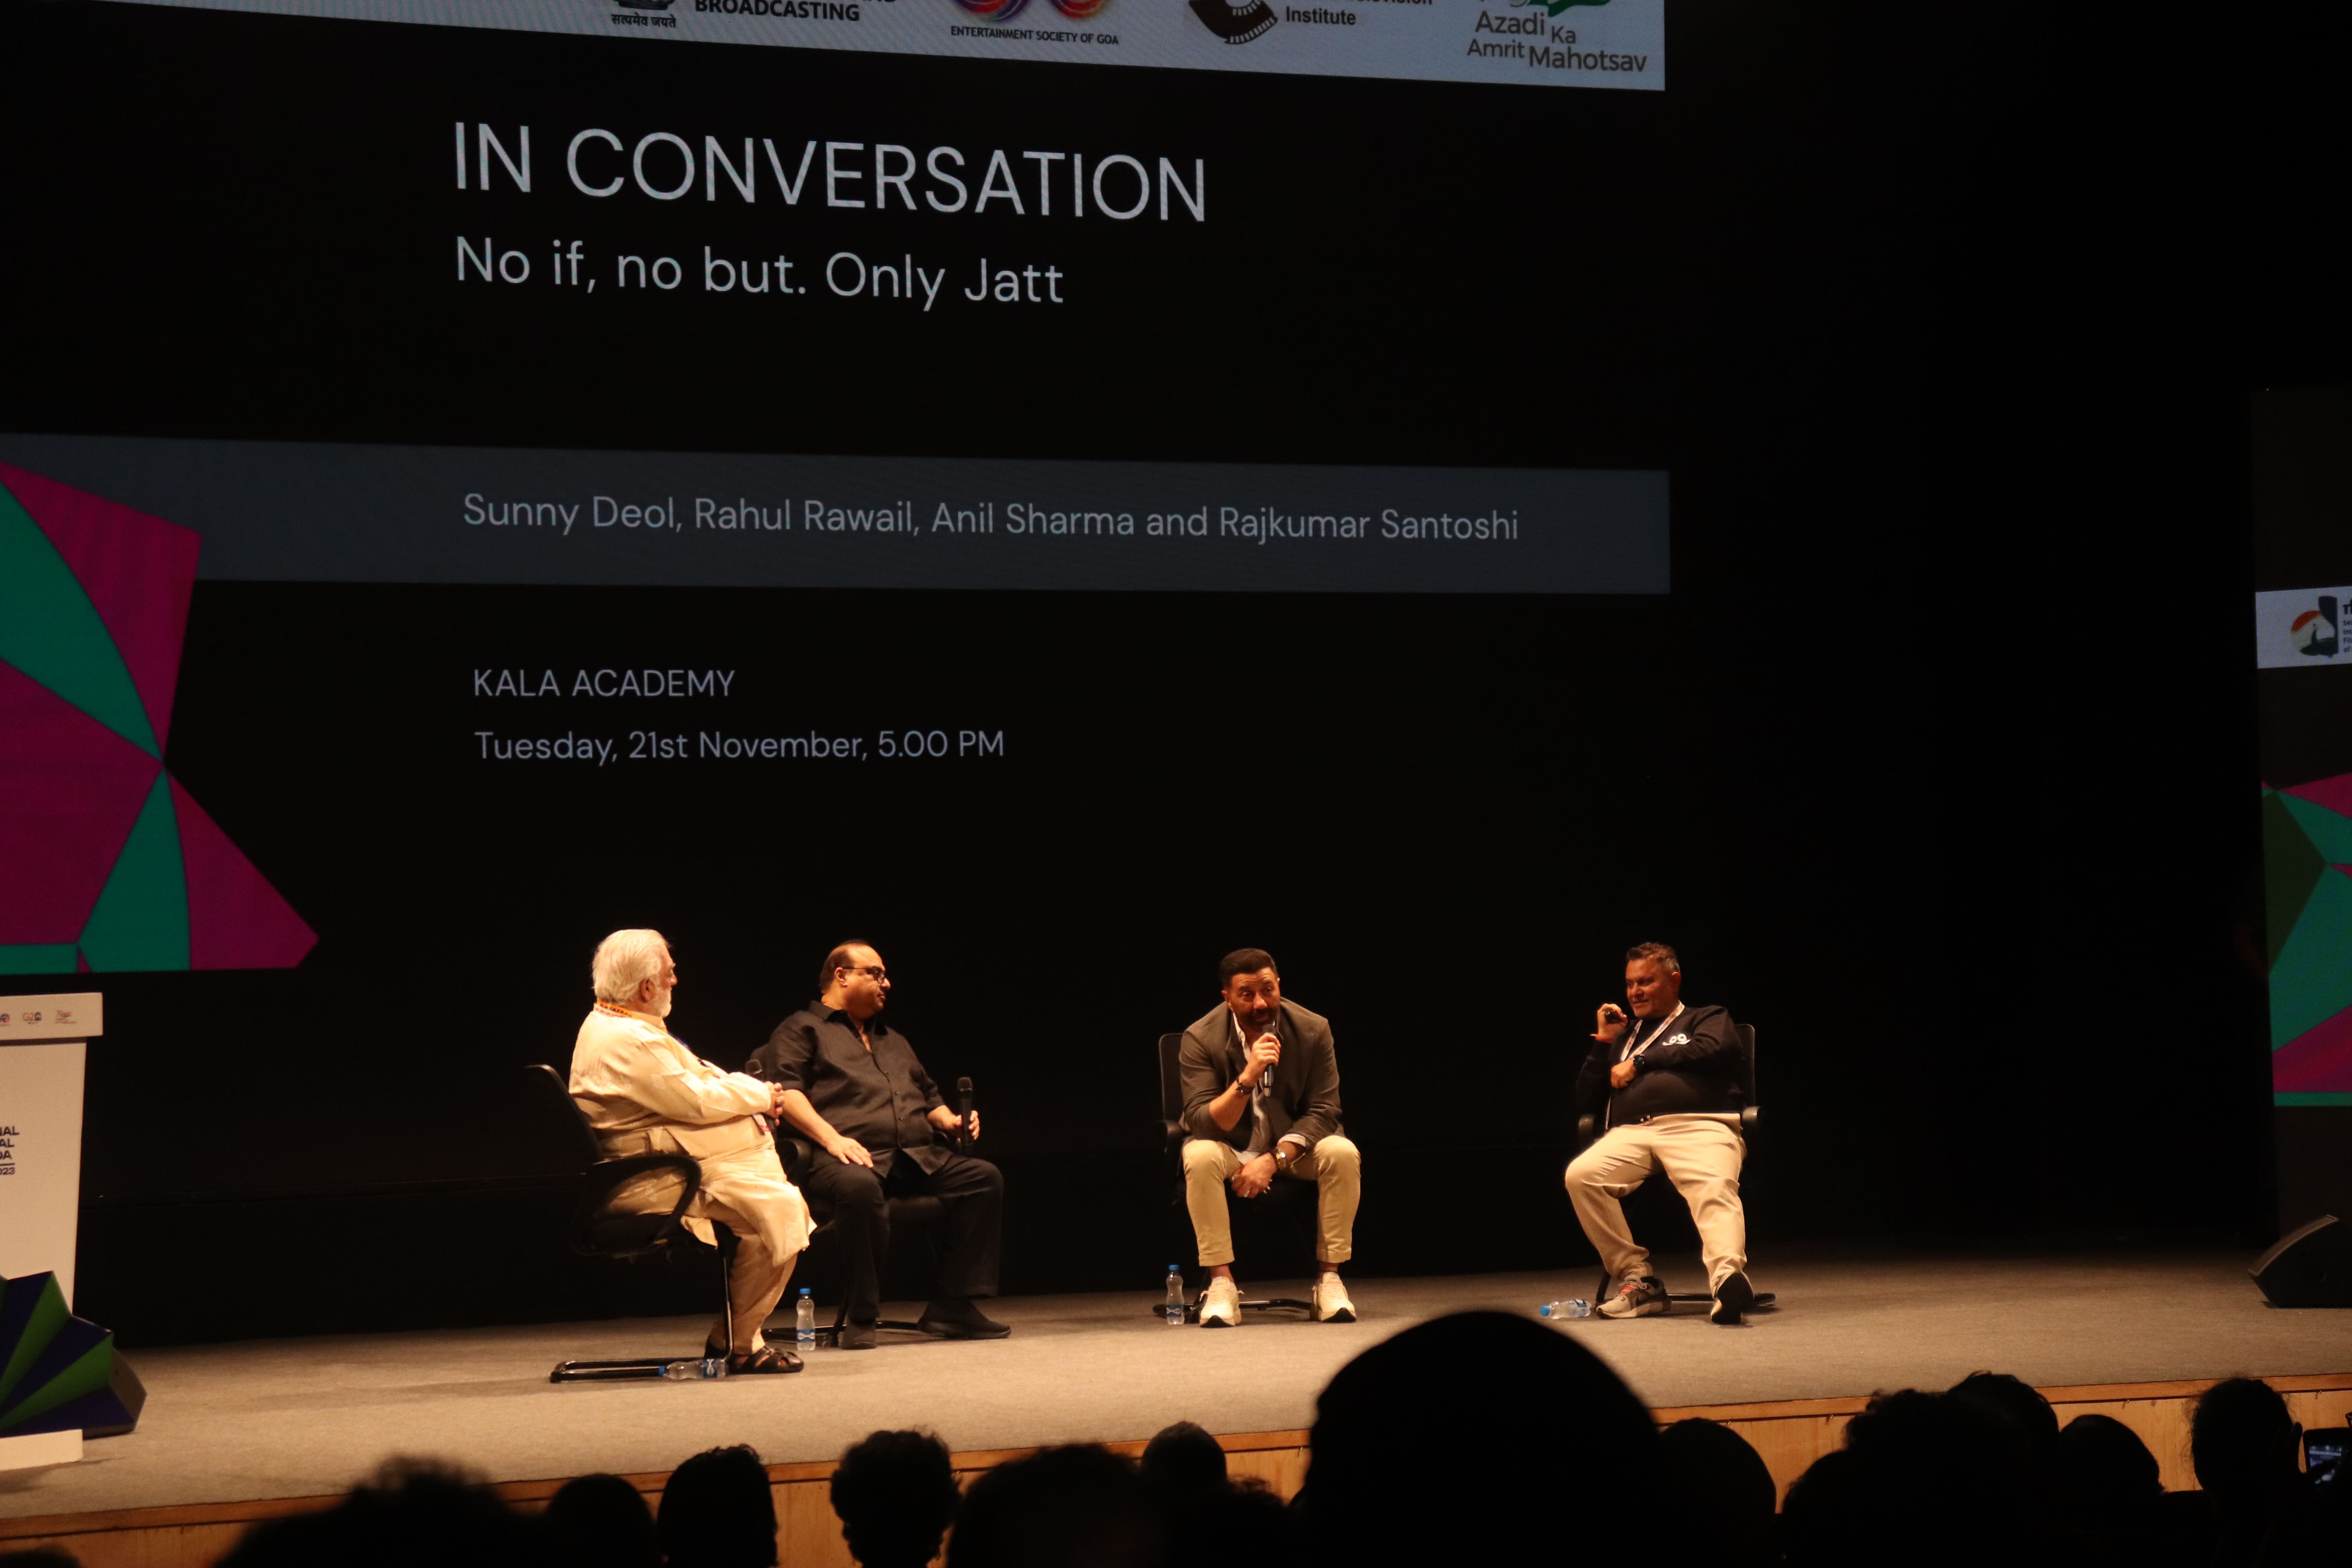 BROADCASTING
सत्यमेव जयते
ENTERTAINMENT SOCIETY OF GOA
Institute
Azadi Ka
Amrit Mahotsav
IN CONVERSATION
No if, no but. Only Jatt
Sunny Deol, Rahul Rawail, Anil Sharma and Rajkumar Santoshi
KALA ACADEMY
Tuesday, 21st November, 5.00 PM